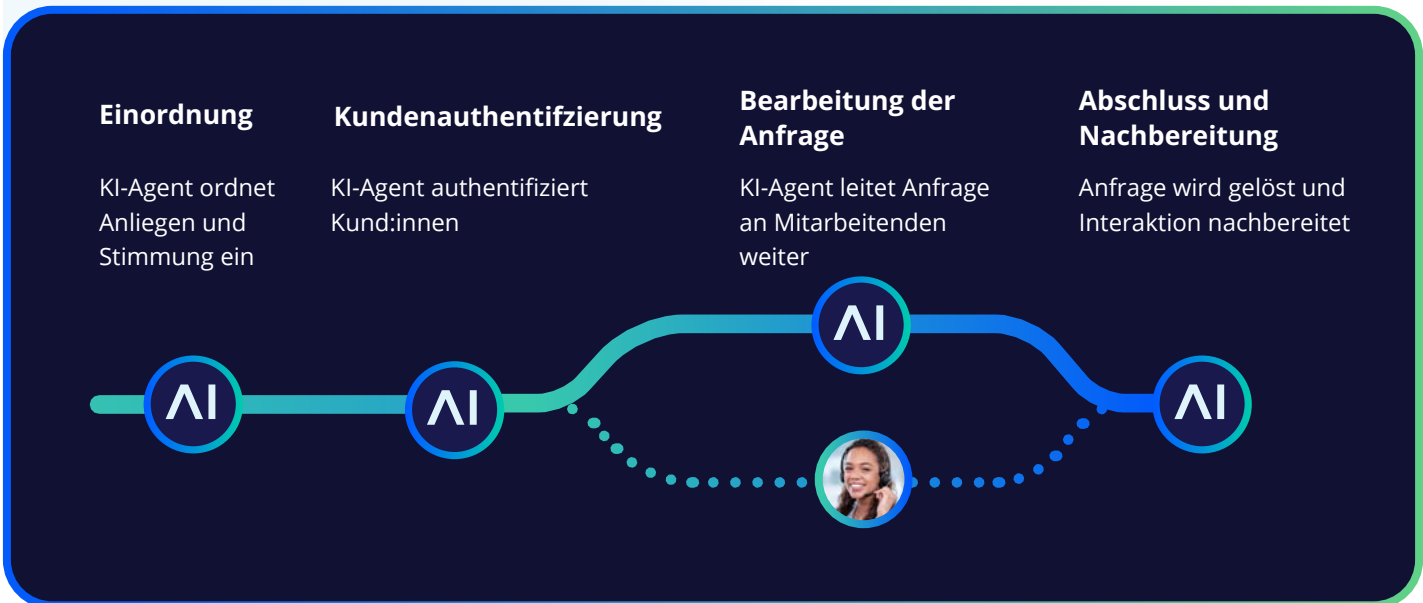 Einordnung
KI-Agent ordnet
Anliegen und
Stimmung ein
Kundenauthentifzierung
KI-Agent authentifiziert
Kund:innen
Bearbeitung der
Anfrage
KI-Agent leitet Anfrage
an Mitarbeitenden
weiter
Abschluss und
Nachbereitung
Anfrage wird gelöst und
Interaktion nachbereitet
AI
AI
AI
AI